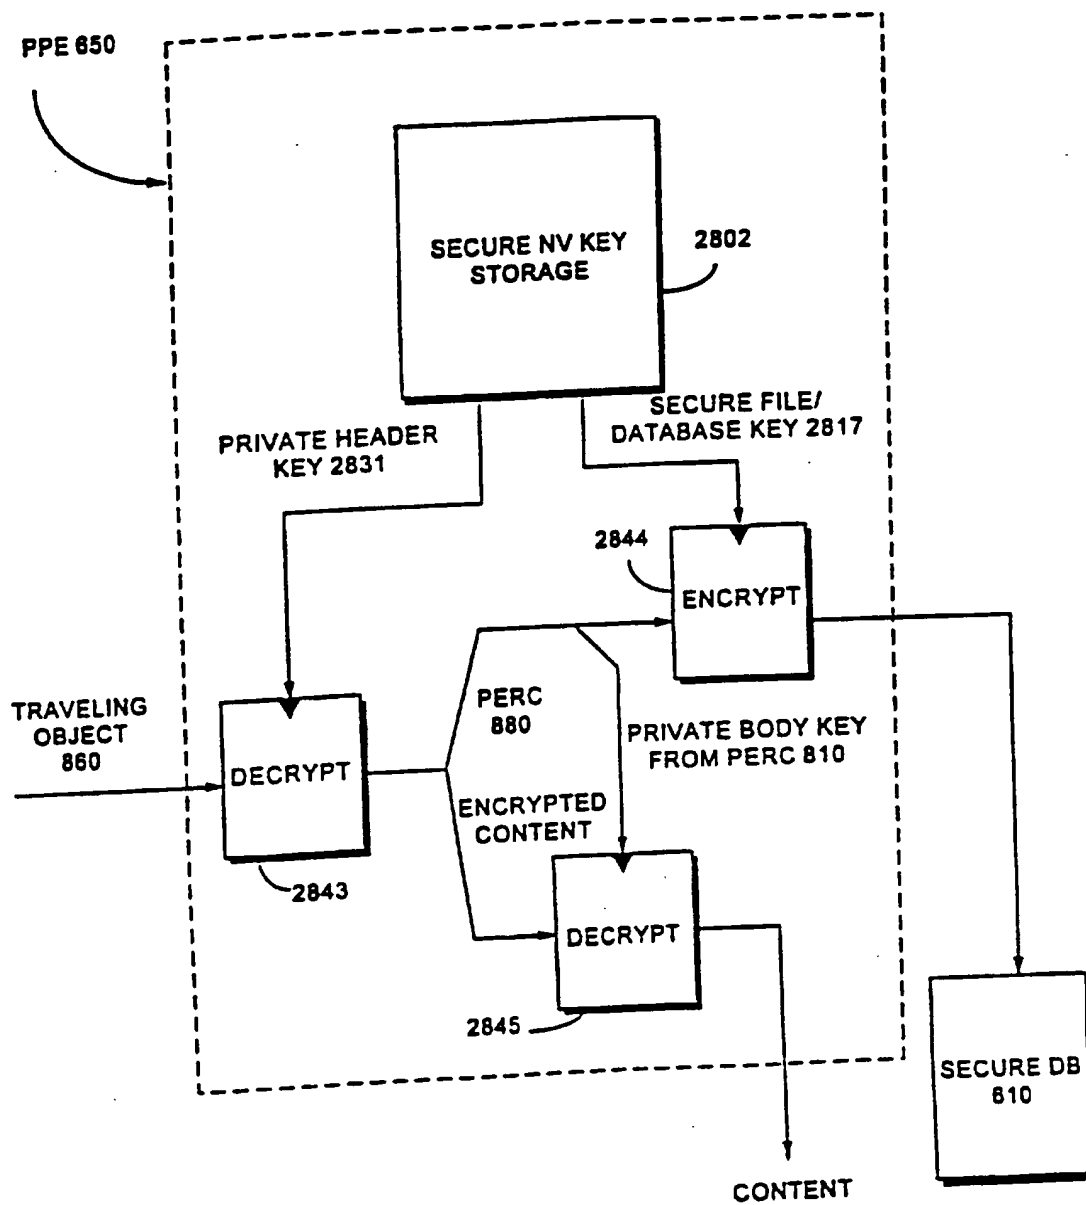 PPE 650
SECURE NV KEY
STORAGE
2802
PRIVATE HEADER
KEY 2831
SECURE FILE/
DATABASE KEY 2817
2844
ENCRYPT
TRAVELING
OBJECT
860
DECRYPT
2843
PERC
880
PRIVATE BODY KEY
FROM PERC 810
ENCRYPTED
CONTENT
DECRYPT
2845
SECURE DB
610
CONTENT